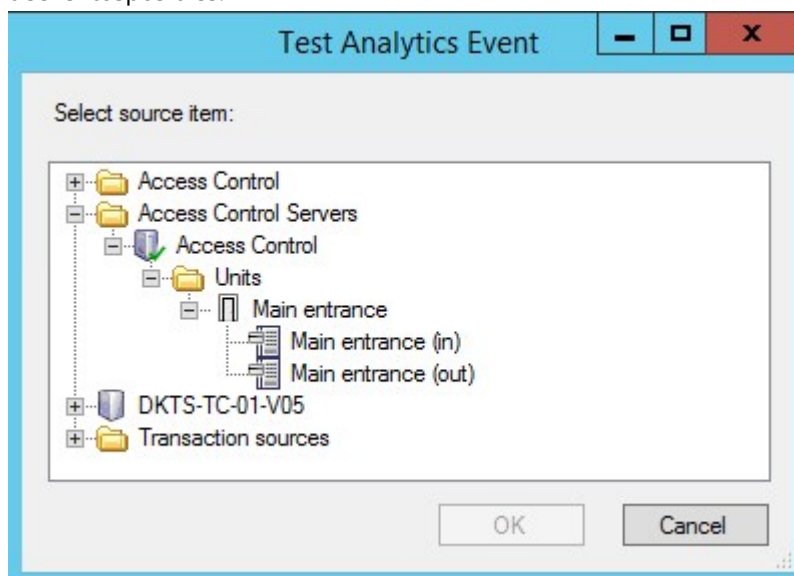 Test Analytics Event
Select source item:
Access Control
Access Control Servers
Access Control
Units
Main entrance
Main entrance (in)
Main entrance (out)
DKTS-TC-01-V05
Transaction sources
OK
Cancel